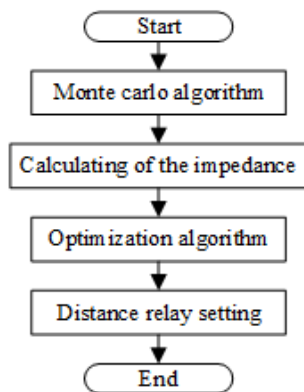 Start
Monte carlo algorithm
Calculating of the impedance
Optimization algorithm
Distance relay setting
End